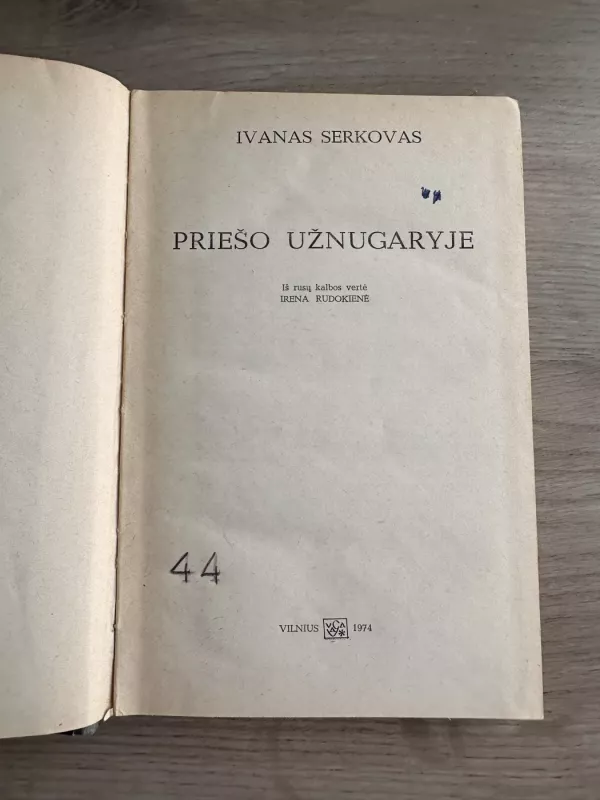 IVANAS SERKOVAS
PRIEŠO UŽNUGARYJE
Iš rusų kalbos vertė
IRENA RUDOKIENĖ
44
VILNIUS 1974